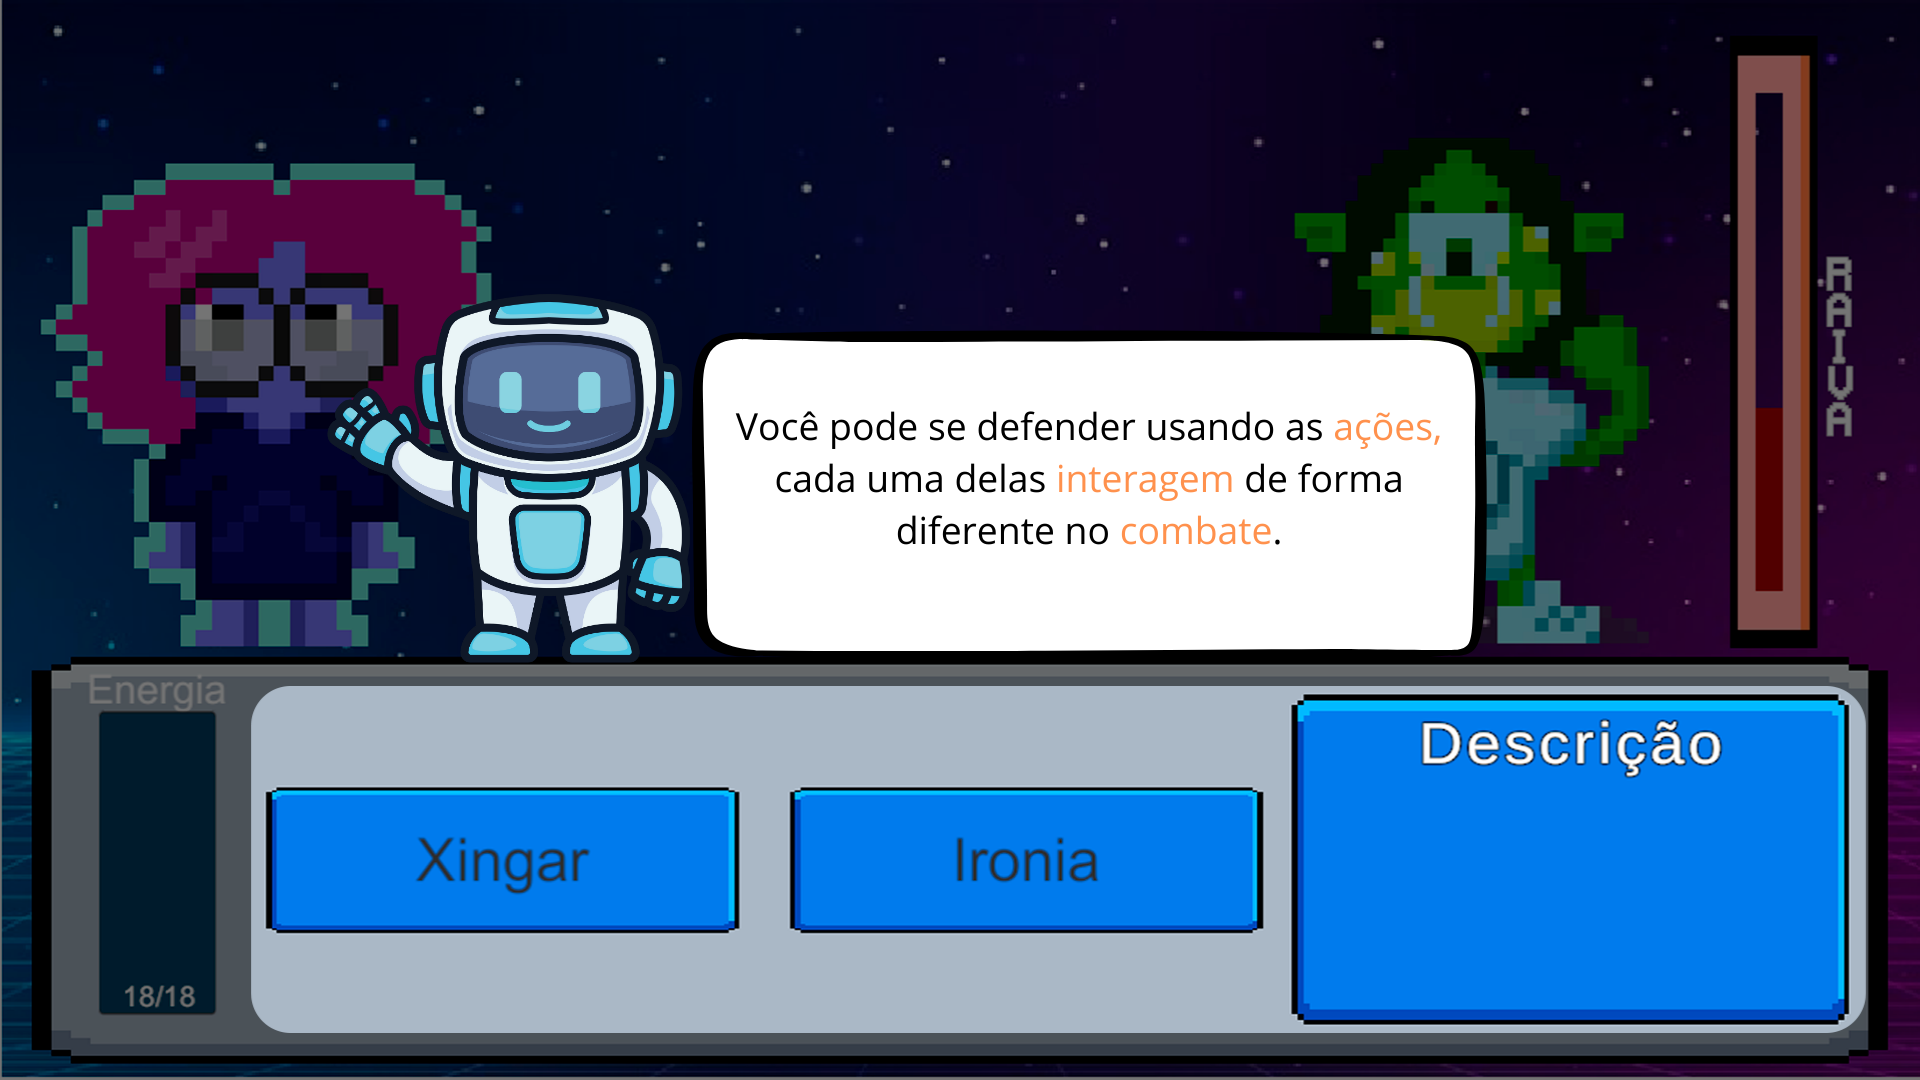 RAIVA
Você pode se defender usando as ações,
cada uma delas interagem de forma
diferente no combate.
Energia
18/18
Xingar
Ironia
Descrição